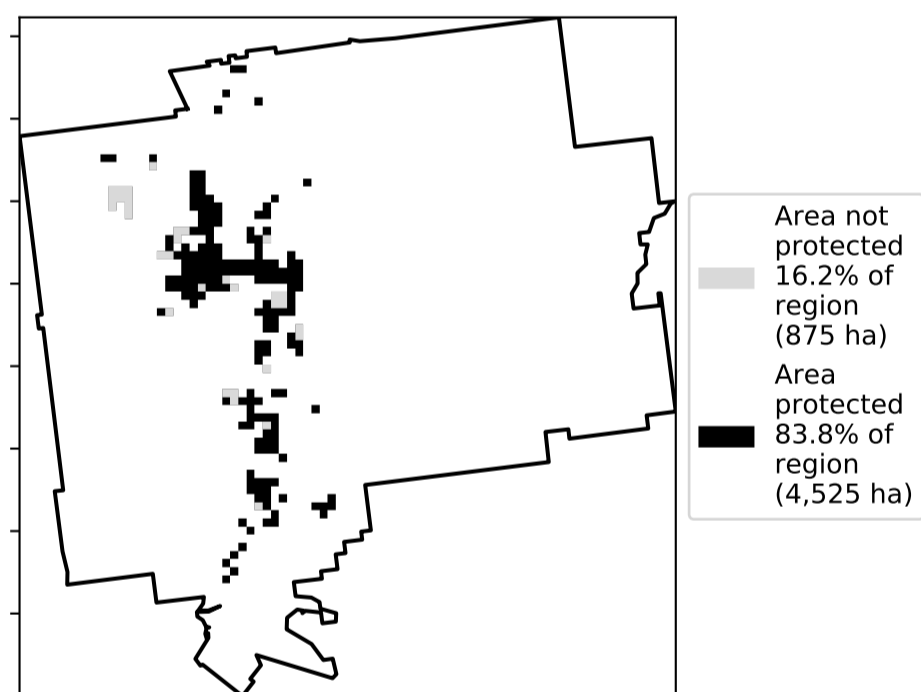 Area not
protected
16.2% of
region
(875 ha)
Area
protected
83.8% of
region
(4,525 ha)